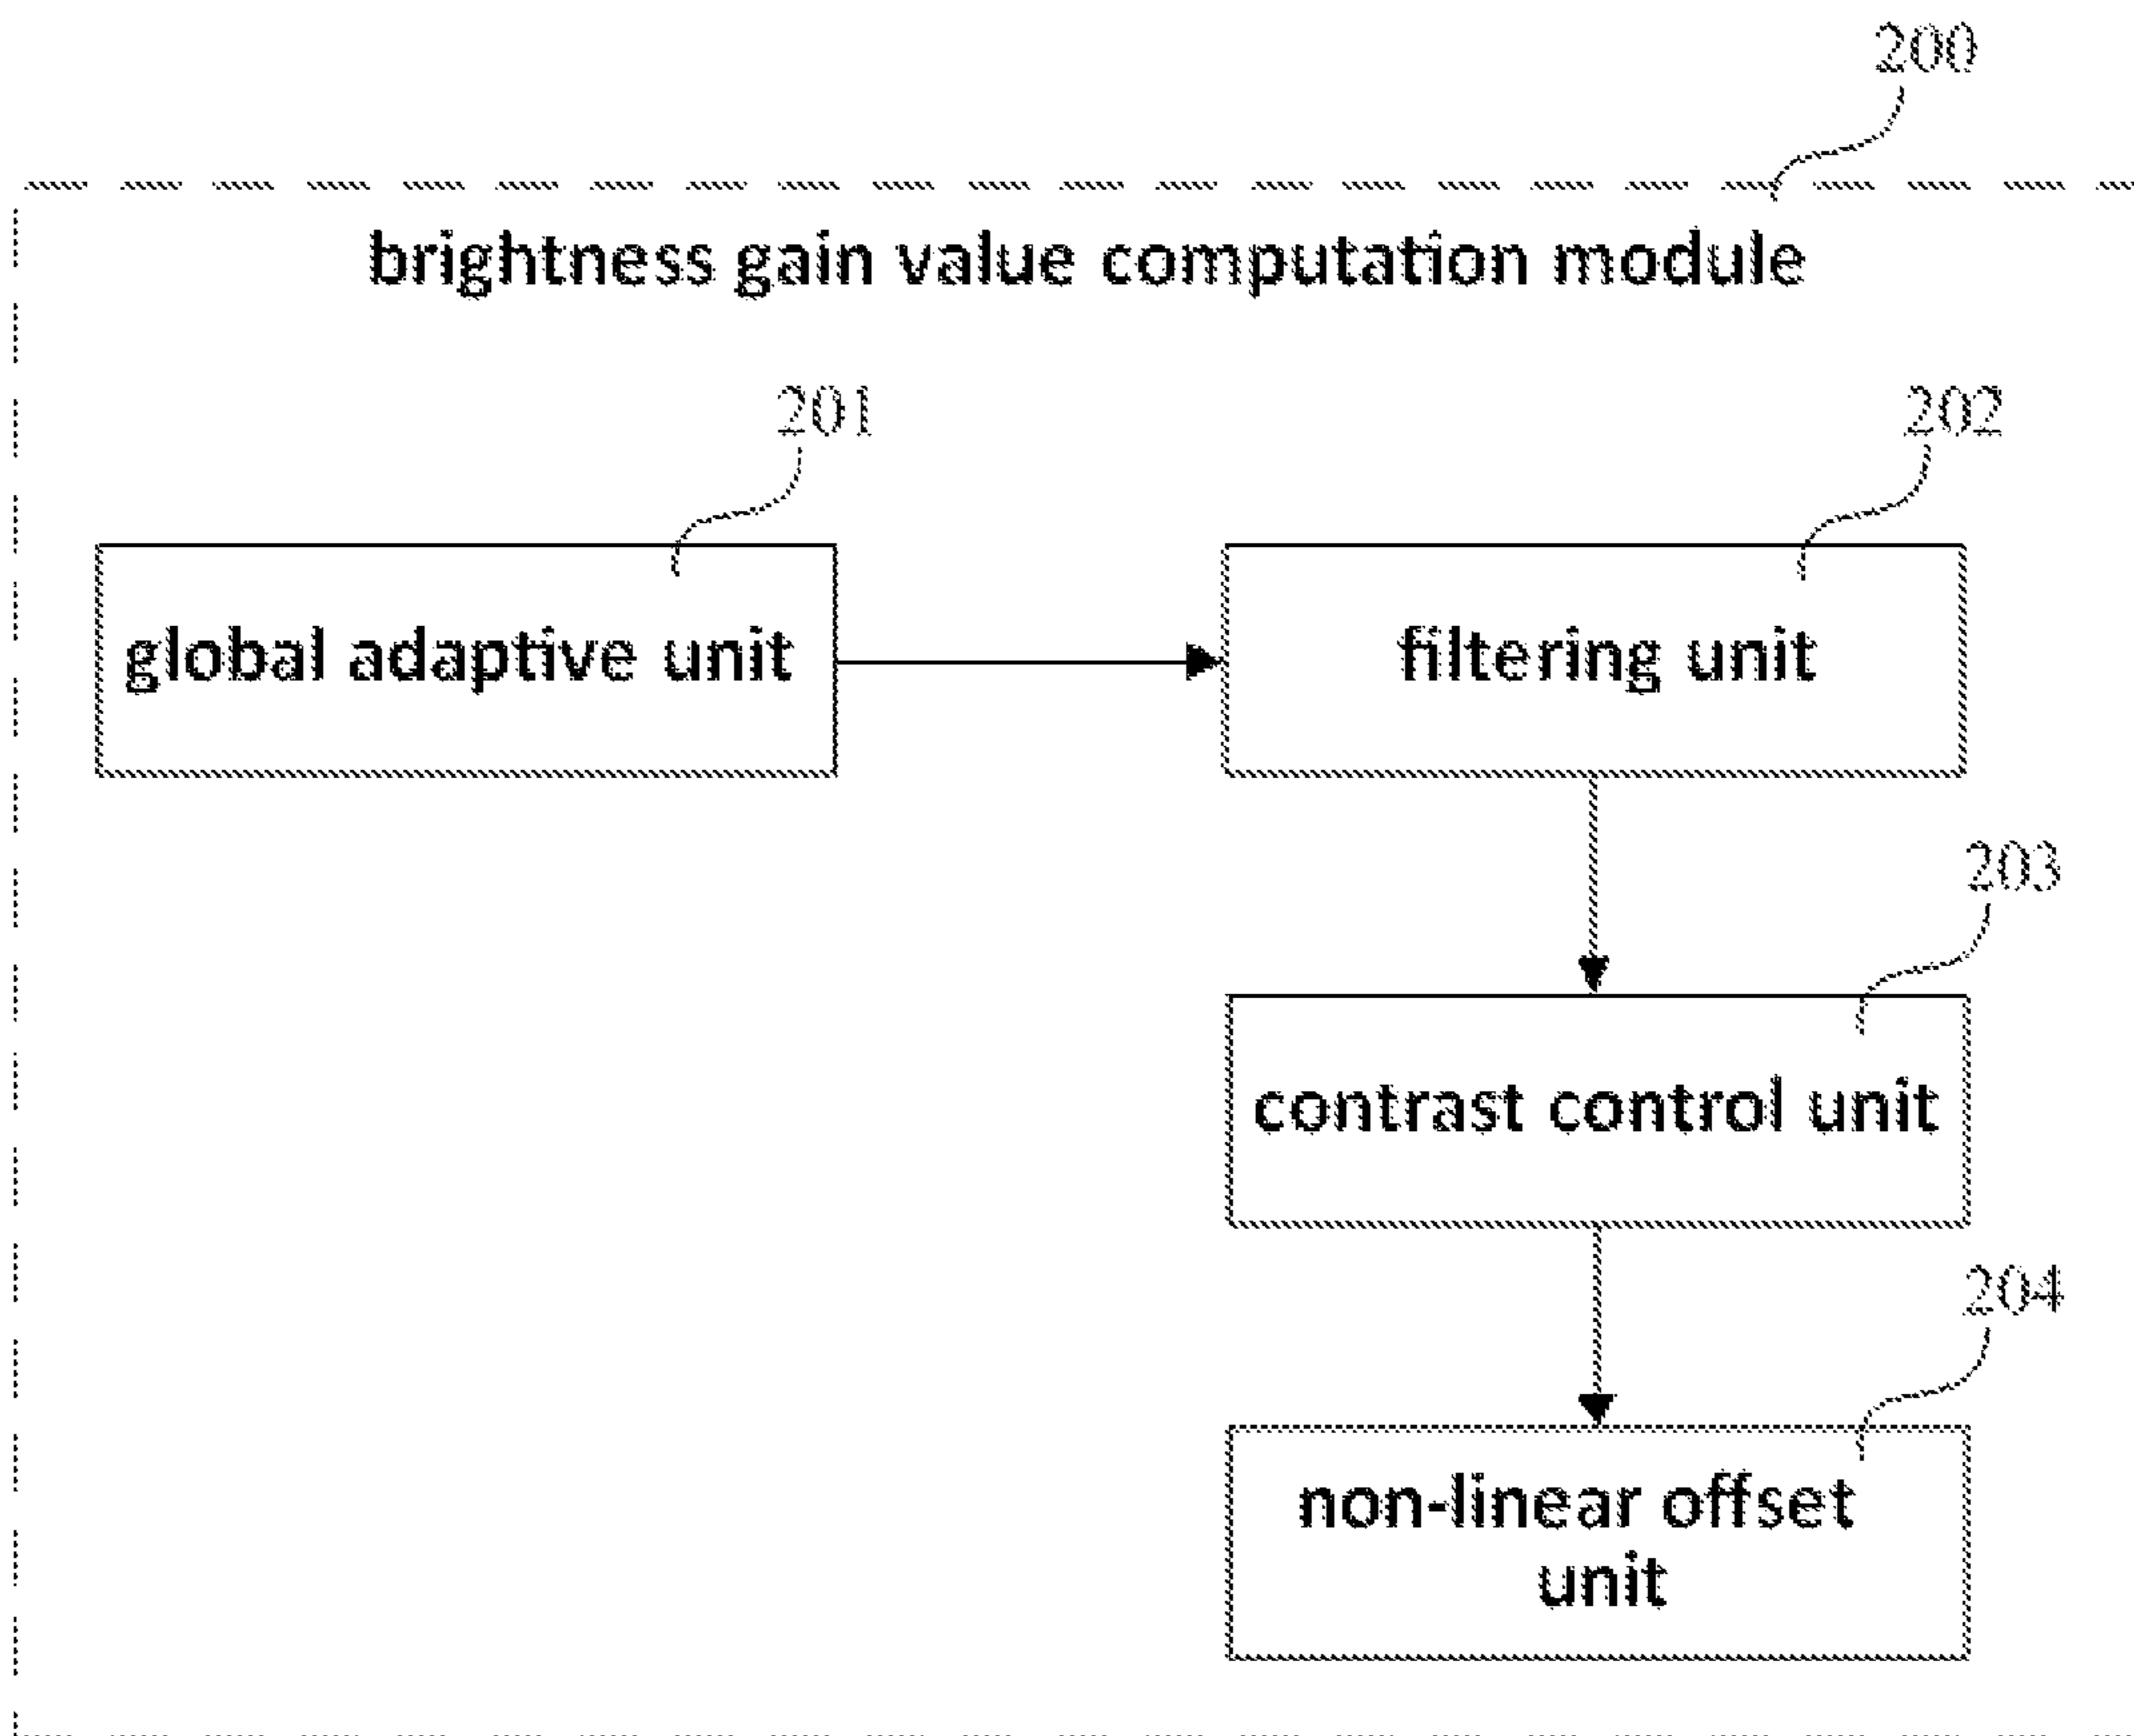 200
brightness gain value computation module
201
202
global adaptive unit
filtering unit
203
contrast control unit
204
non-linear offset
unit